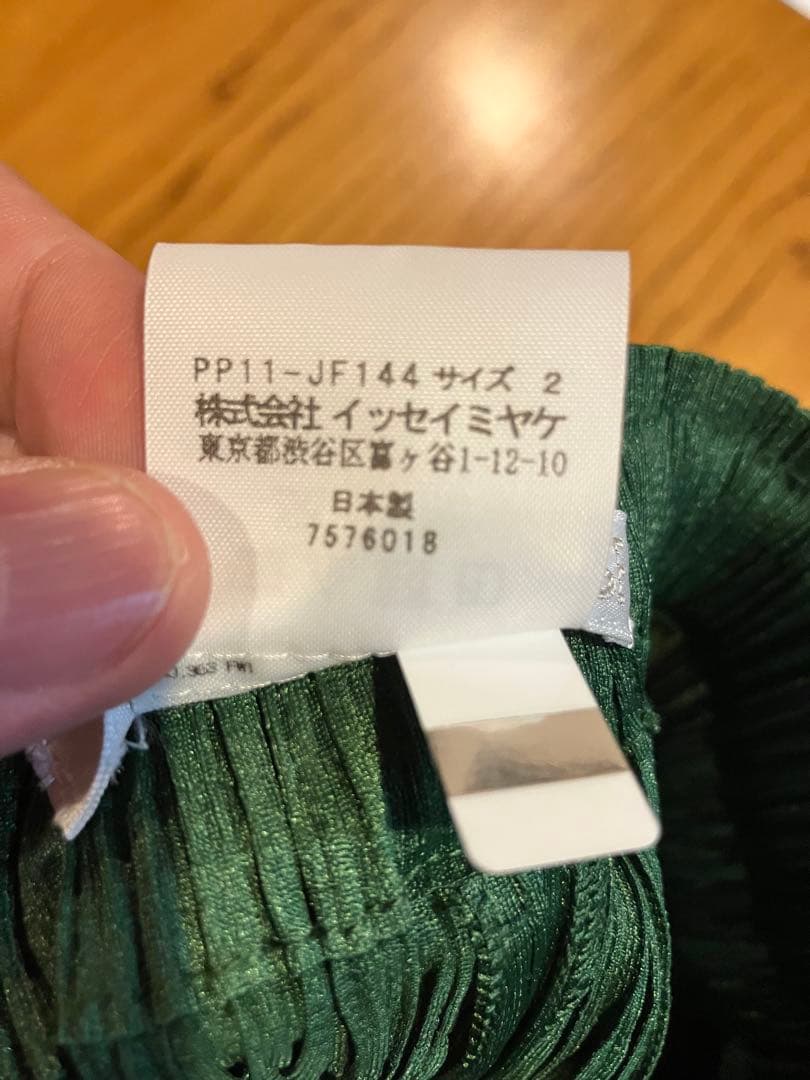 PP11-JF144 サイズ 2
株式会社 イッセイミヤケ
東京都渋谷区富ヶ谷1-12-10
日本製
7576018